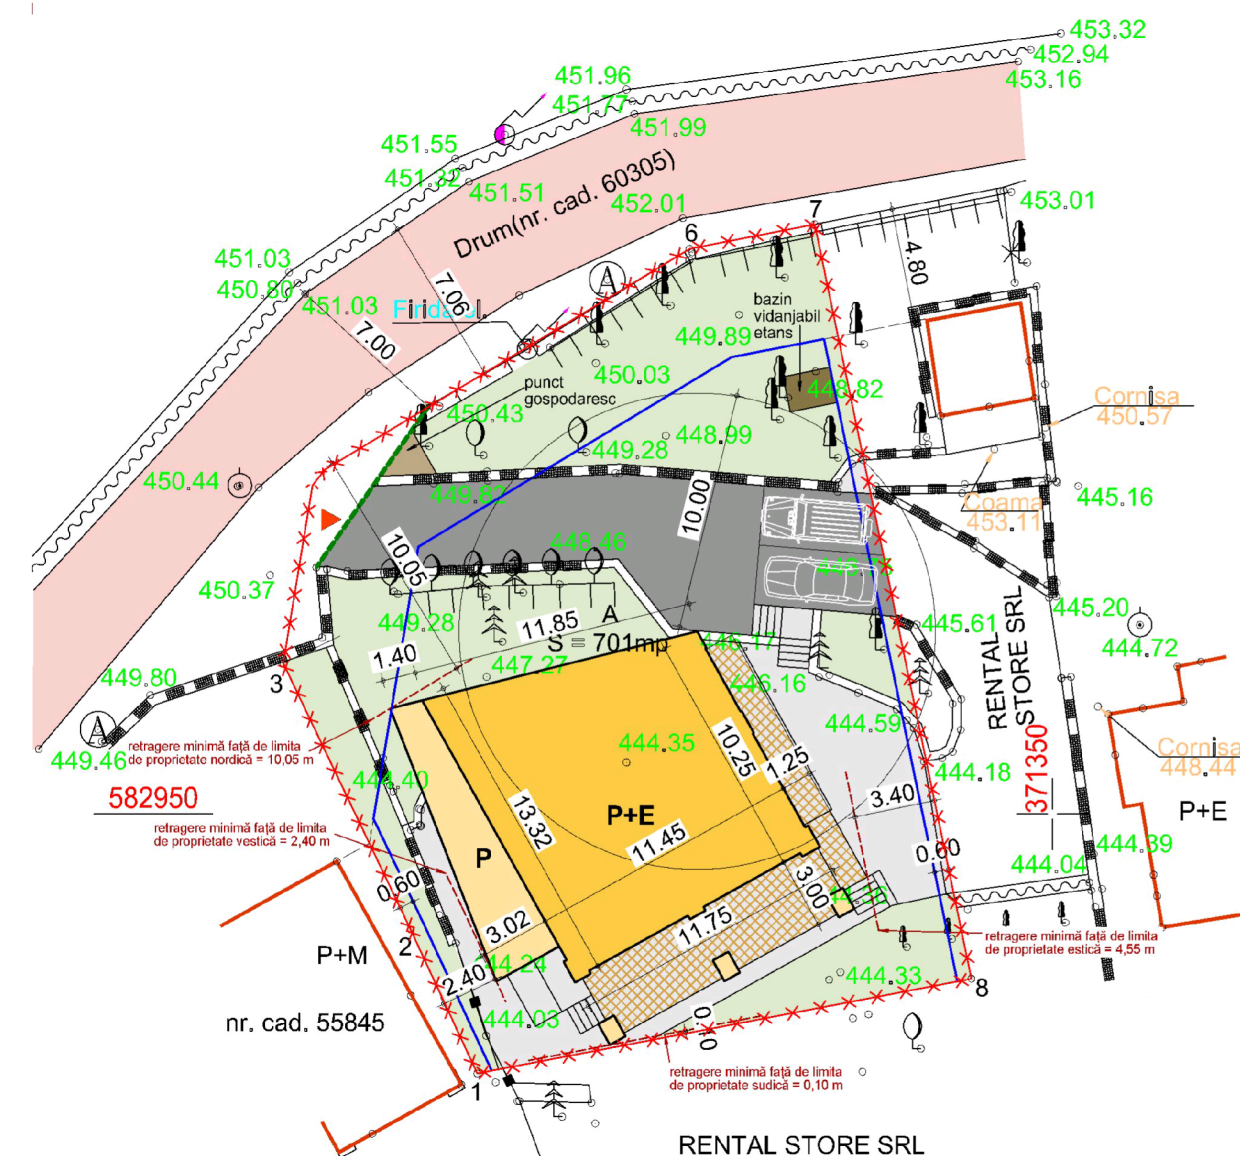 453.32
452.94
453.16
451.96
451.77
451.99
451.55
451.32
451.51
452.01
Drum(nr. cad. 60305)
453.01
7
6
451.03
450.80
451.03
7.06
7.00
A
4.80
bazin
vidanjabil
etans
449.89
450.03
448.82
punct
gospodaresc
450.43
Cornisa
450.57
448.99
449.28
450.44
445.16
10.00
Coama
453.11
448.46
10.05
450.37
445.20
449.28
11.85
A
S = 701mp
445.61
444.72
1.40
447.27
446.17
446.16
RENTAL
STORE SRL
449.80
3
A
449.46
retragere minimă față de limita
de proprietate nordică = 10,05 m
444.35
10.25
1.25
444.59
444.18
371350
Cornisa
448.44
582950
3.40
P+E
13.32
P+E
11.45
retragere minimă față de limita
de proprietate vestică = 2,40 m
P
0.60
444.39
444.04
0.60
3.00
11.75
3.02
2
P+M
retragere minimă față de limita
de proprietate estică = 4,55 m
2.40
444.33
8
444.03
nr. cad. 55845
0.10
1
retragere minimă față de limita
de proprietate sudică = 0,10 m
RENTAL STORE SRL